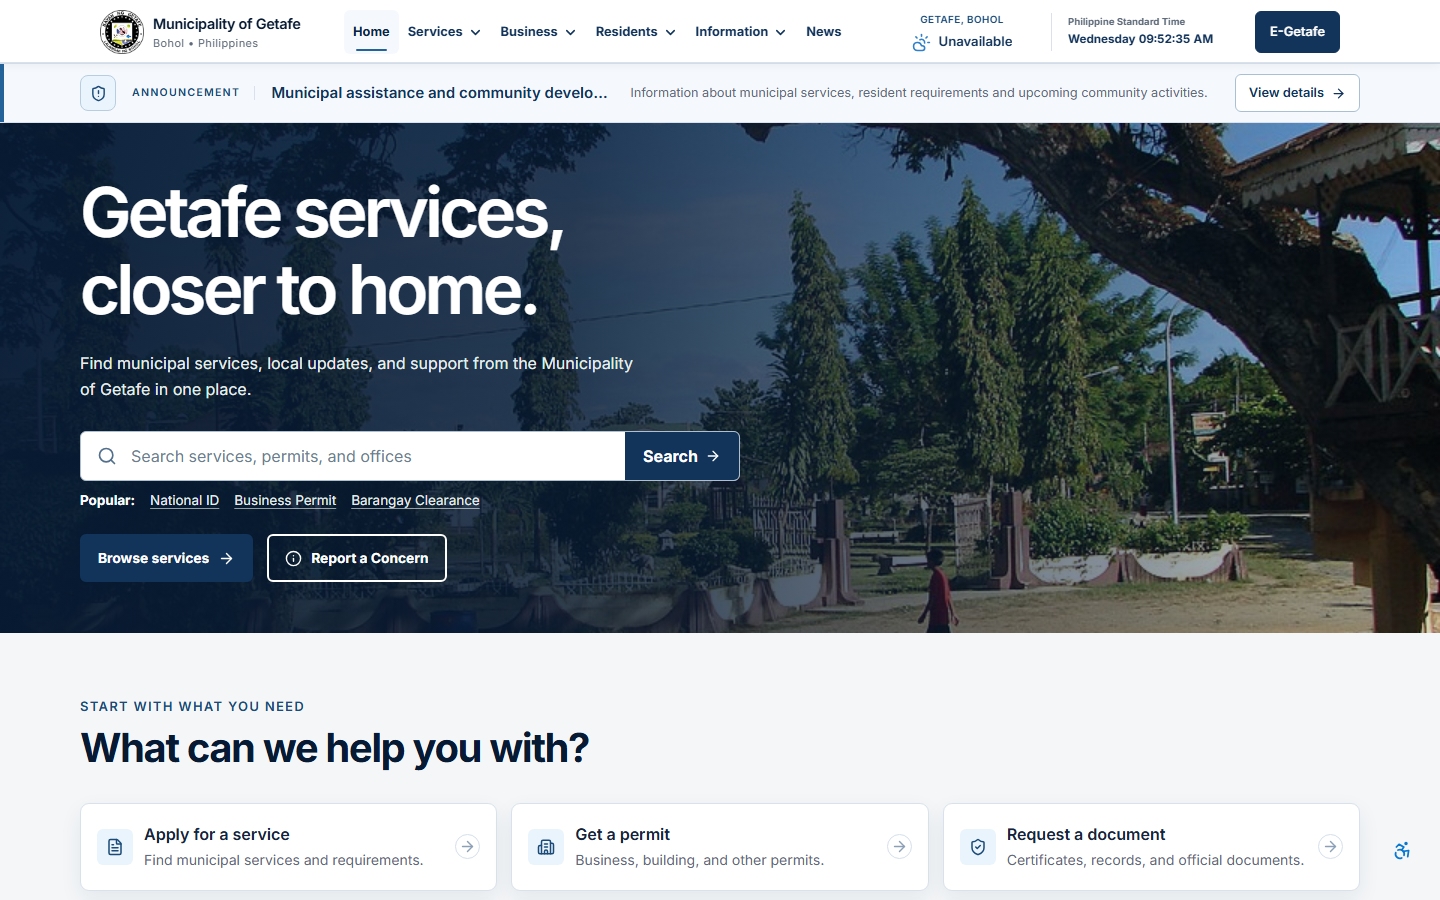 Municipality of Getafe
Bohol • Philippines
Home
Services
Business
Residents
Information
News
GETAFE, BOHOL
Unavailable
Philippine Standard Time
Wednesday 09:52:35 AM
E-Getafe
ANNOUNCEMENT
Municipal assistance and community develo...
Information about municipal services, resident requirements and upcoming community activities.
View details
Getafe services,
closer to home.
Find municipal services, local updates, and support from the Municipality
of Getafe in one place.
Search services, permits, and offices
Search
Popular: National ID Business Permit Barangay Clearance
Browse services
Report a Concern
START WITH WHAT YOU NEED
What can we help you with?
Apply for a service
Find municipal services and requirements.
Get a permit
Business, building, and other permits.
Request a document
Certificates, records, and official documents.